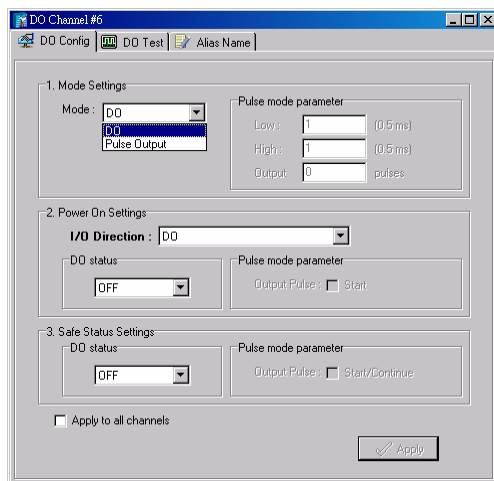 DO Channel #6
DO Config DO Test Alias Name
1. Mode Settings
Mode : DO
DO
Pulse Output
Pulse mode parameter
Low : 1 (0.5 ms)
High : 1 (0.5 ms)
Output 0 pulses
2. Power On Settings
I/O Direction : DO
DO status
OFF
Pulse mode parameter
Output Pulse : Start
3. Safe Status Settings
DO status
OFF
Pulse mode parameter
Output Pulse : Start/Continue
Apply to all channels
Apply